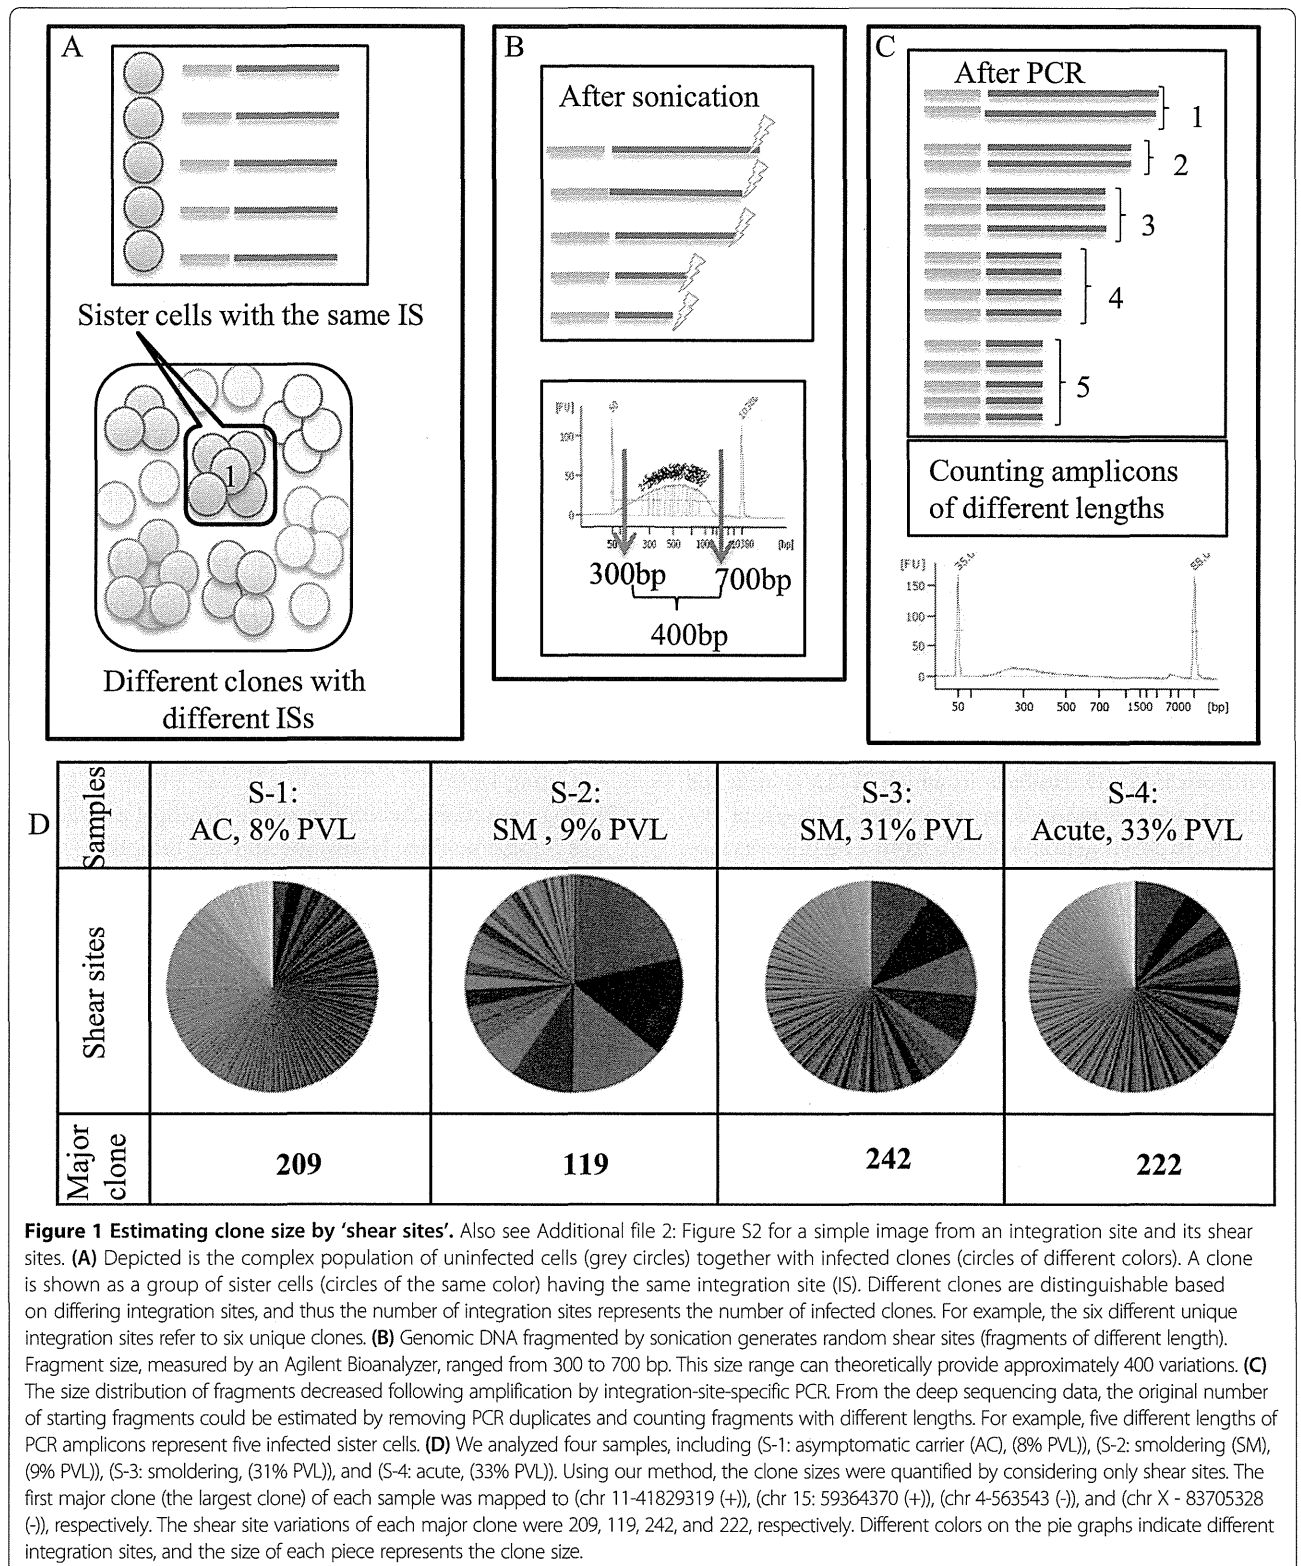 A
Sister cells with the same IS
1
Different clones with
different ISs
B
After sonication
[FU]
100
50
0
50
300
500
1000
10380
[bp]
300bp
700bp
400bp
C
After PCR
1
2
3
4
5
Counting amplicons
of different lengths
[FU]
150
100
50
0
50
300
500
700
1500
7000
[bp]
D
Samples
S-1:
AC, 8% PVL
S-2:
SM , 9% PVL
S-3:
SM, 31% PVL
S-4:
Acute, 33% PVL
Shear sites
Major
clone
209
119
242
222
Figure 1 Estimating clone size by ‘shear sites’. Also see Additional file 2: Figure S2 for a simple image from an integration site and its shear
sites. (A) Depicted is the complex population of uninfected cells (grey circles) together with infected clones (circles of different colors). A clone
is shown as a group of sister cells (circles of the same color) having the same integration site (IS). Different clones are distinguishable based
on differing integration sites, and thus the number of integration sites represents the number of infected clones. For example, the six different unique
integration sites refer to six unique clones. (B) Genomic DNA fragmented by sonication generates random shear sites (fragments of different length).
Fragment size, measured by an Agilent Bioanalyzer, ranged from 300 to 700 bp. This size range can theoretically provide approximately 400 variations. (C)
The size distribution of fragments decreased following amplification by integration-site-specific PCR. From the deep sequencing data, the original number
of starting fragments could be estimated by removing PCR duplicates and counting fragments with different lengths. For example, five different lengths of
PCR amplicons represent five infected sister cells. (D) We analyzed four samples, including (S-1: asymptomatic carrier (AC), (8% PVL)), (S-2: smoldering (SM),
(9% PVL)), (S-3: smoldering, (31% PVL)), and (S-4: acute, (33% PVL)). Using our method, the clone sizes were quantified by considering only shear sites. The
first major clone (the largest clone) of each sample was mapped to (chr 11-41829319 (+)), (chr 15: 59364370 (+)), (chr 4-563543 (-)), and (chr X - 83705328
(-)), respectively. The shear site variations of each major clone were 209, 119, 242, and 222, respectively. Different colors on the pie graphs indicate different
integration sites, and the size of each piece represents the clone size.